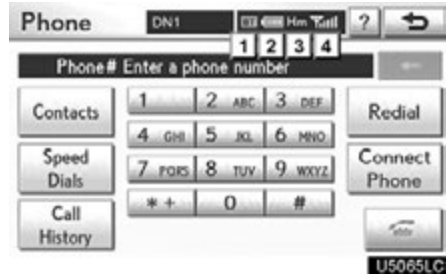 Phone DN1 BT Hm ?
1 2 3 4
Phone# Enter a phone number
Contacts 1 2 ABC 3 DEF Redial
4 GHI 5 JKL 6 MNO
Speed Dials 7 PQRS 8 TUV 9 WXYZ Connect Phone
*+ 0 #
Call History
U5065LC